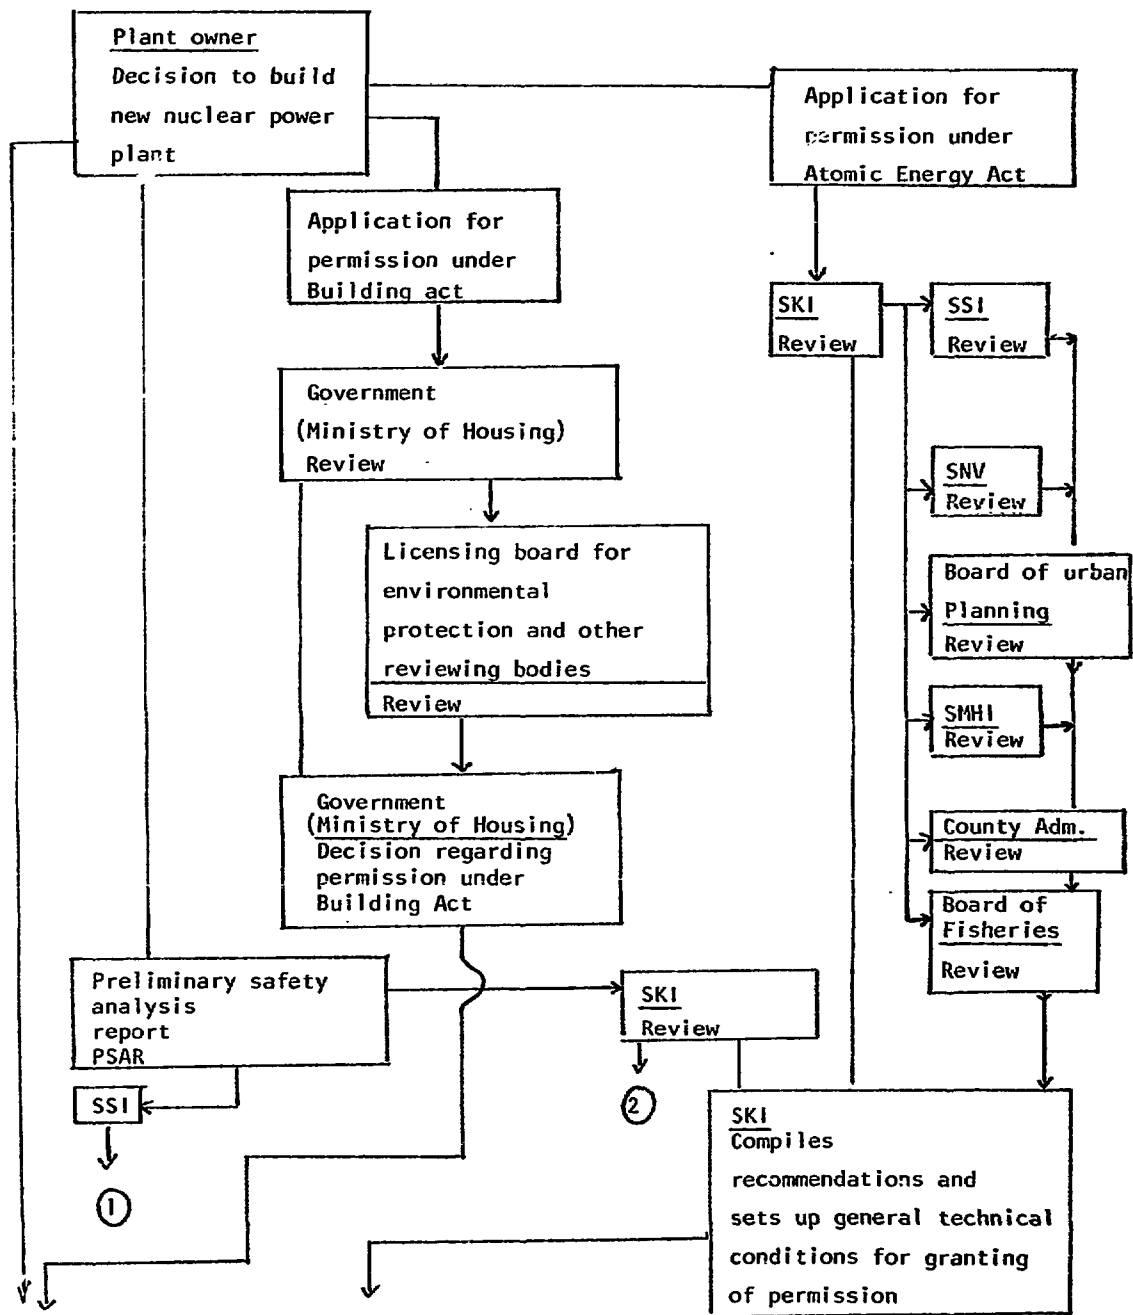 Plant owner
Decision to build
new nuclear power
plant
Application for
permission under
Atomic Energy Act
Application for
permission under
Building act
SKI
Review
SSI
Review
Government
(Ministry of Housing)
Review
SNV
Review
Licensing board for
environmental
protection and other
reviewing bodies
Review
Board of urban
Planning
Review
SMHI
Review
Government
(Ministry of Housing)
Decision regarding
permission under
Building Act
County Adm.
Review
Board of
Fisheries
Review
Preliminary safety
analysis
report
PSAR
SKI
Review
SSI
2
1
SKI
Compiles
recommendations and
sets up general technical
conditions for granting
of permission